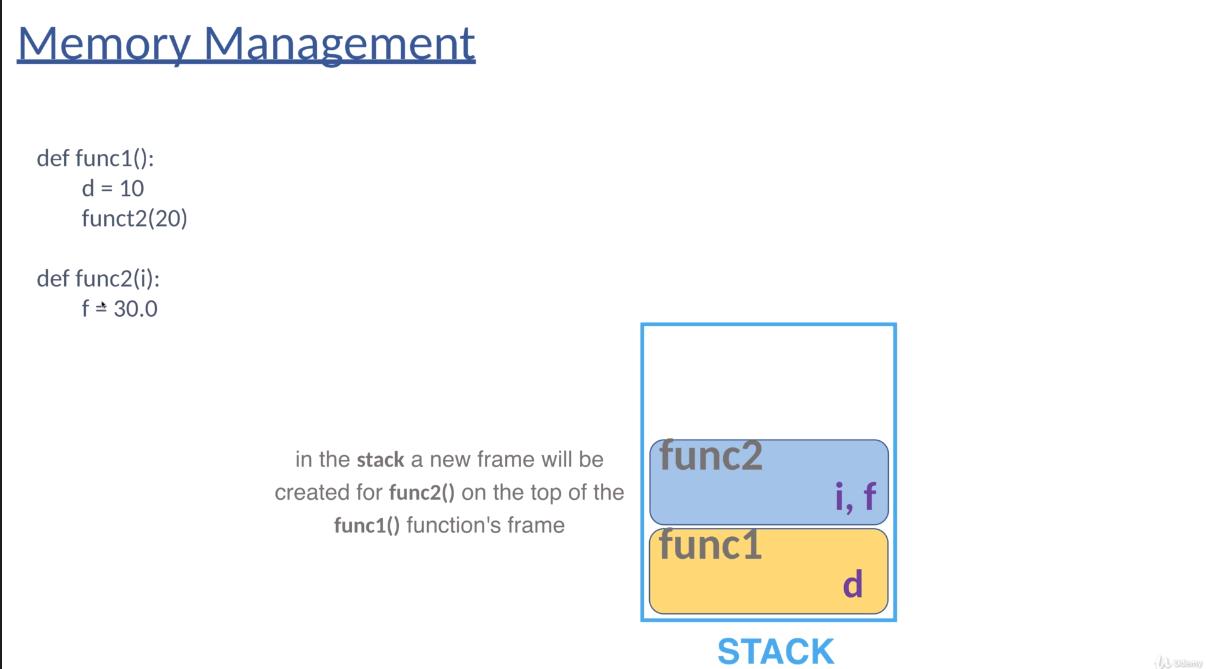 Memory Management
def func1():
d = 10
funct2(20)
def func2(i):
f = 30.0
in the stack a new frame will be
created for func2() on the top of the
func1() function's frame
func2
i, f
func1
d
STACK
Udemy